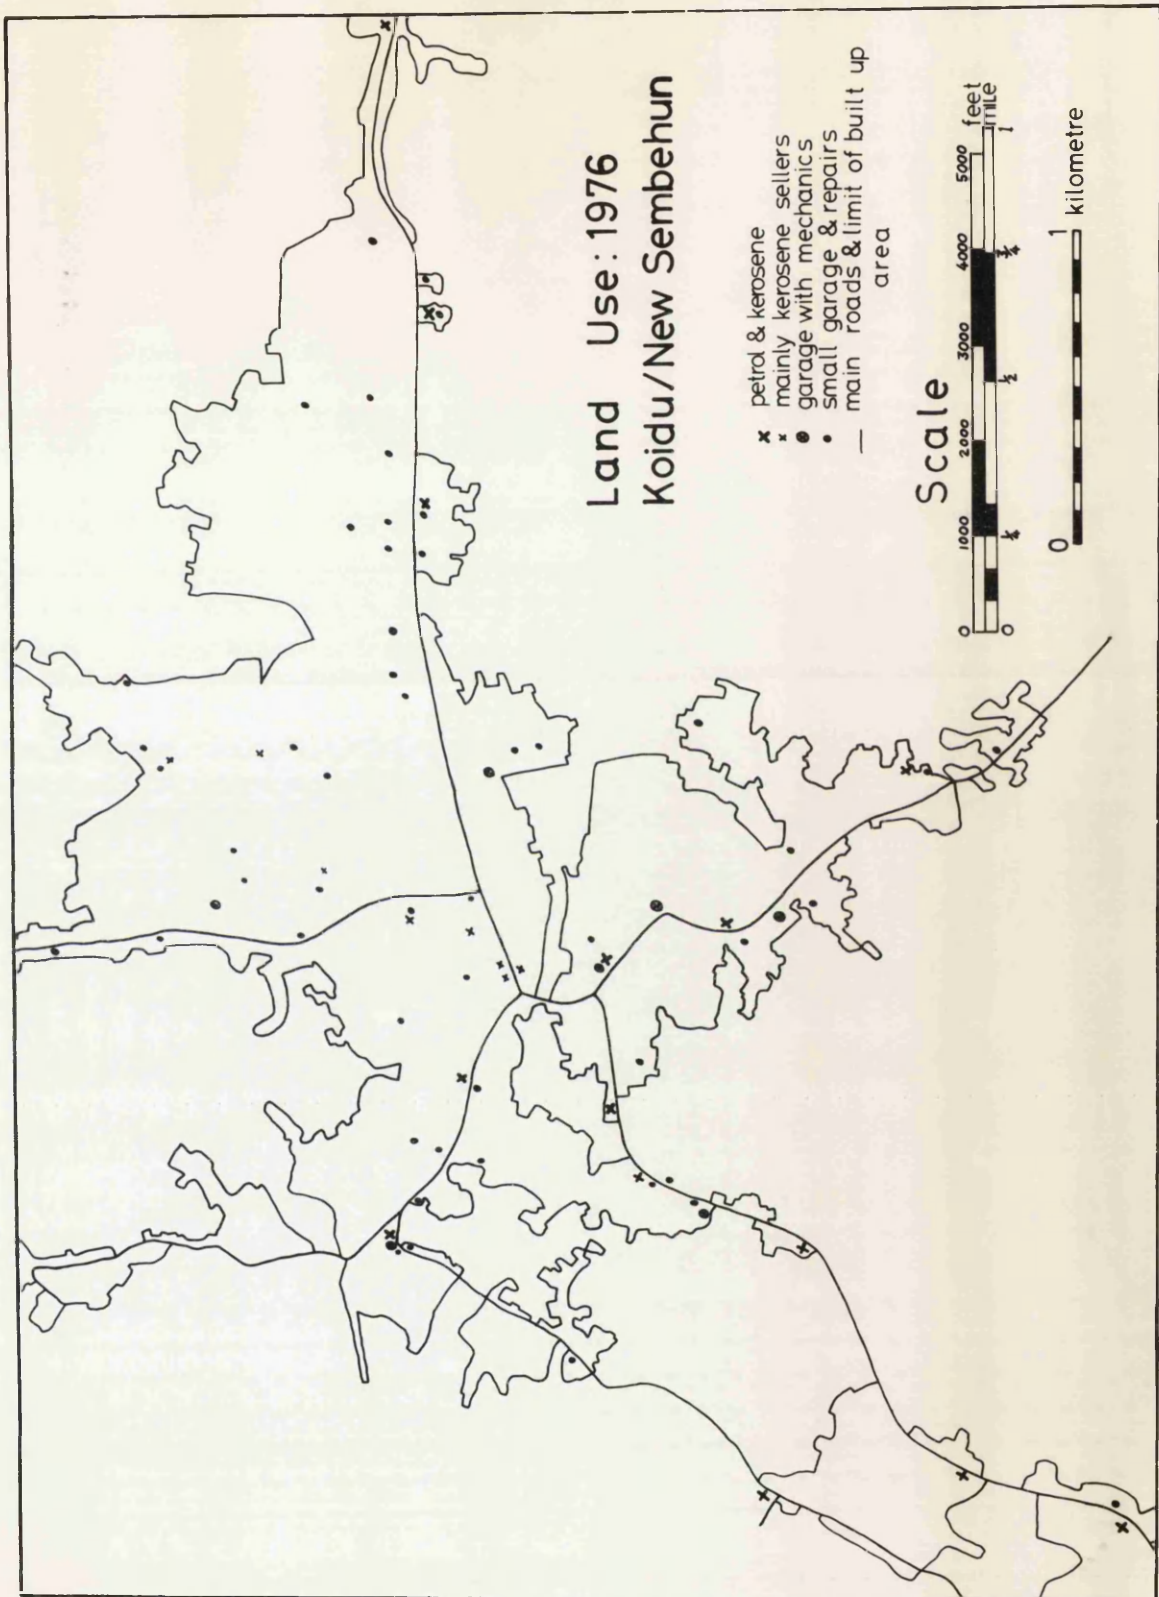 Land Use: 1976
Koidu/New Sembehun
petrol & kerosene
mainly kerosene sellers
garage with mechanics
small garage & repairs
main roads & limit of built up
area
Scale
0 1000 2000 3000 4000 5000 feet
mile
0 ¼ ½ ¾ 1
0 1
kilometre